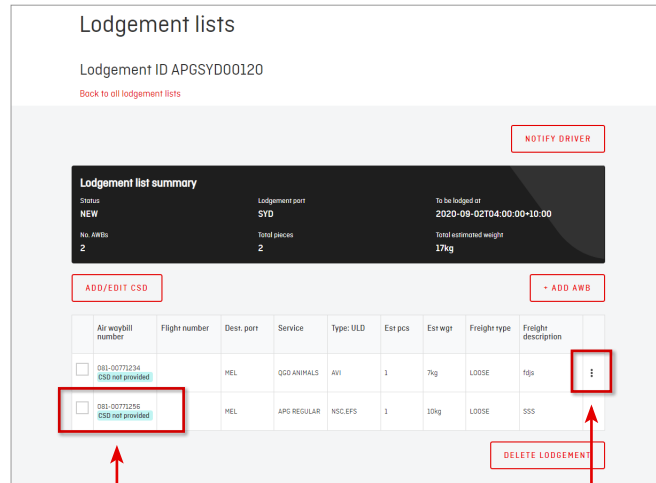 Lodgement lists
Lodgement ID APGSYD00120
Back to all lodgement lists
NOTIFY DRIVER
Lodgement list summary
Status Lodgement port To be lodged at
NEW SYD 2020-09-02T04:00:00+10:00
No. AWBs Total pieces Total estimated weight
2 2 17kg
ADD/EDIT CSD + ADD AWB
Air waybill number Flight number Dest. port Service Type: ULD Est pcs Est wgt Freight type Freight description
081-00771234 MEL QGO ANIMALS AVI 1 7kg LOOSE fdjs
CSD not provided
081-00771256 MEL APG REGULAR NSC.EFS 1 10kg LOOSE SSS
CSD not provided
DELETE LODGEMENT